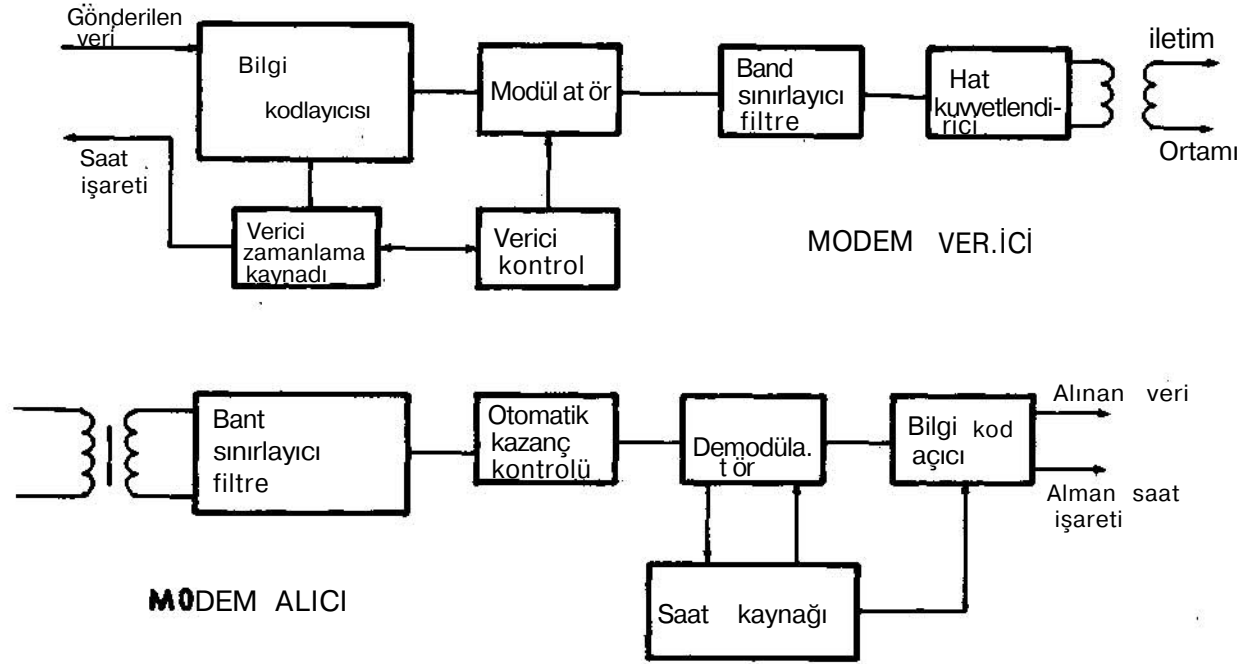 Gönderilen
veri
Bilgi
kodlayıcısı
Modül at ör
Band
sınırlayıcı
filtre
Hat
kuvvetlendi-
rici
iletim
Ortamı
Saat
işareti
Verici
zamanlama
kaynadı
Verici
kontrol
MODEM VER.İCİ
Bant
sınırlayıcı
filtre
Otomatik
kazanç
kontrolü
Demodüla.
t ör
Bilgi kod
açıcı
Alınan veri
Alman saat
işareti
Saat kaynağı
M0DEM ALICI